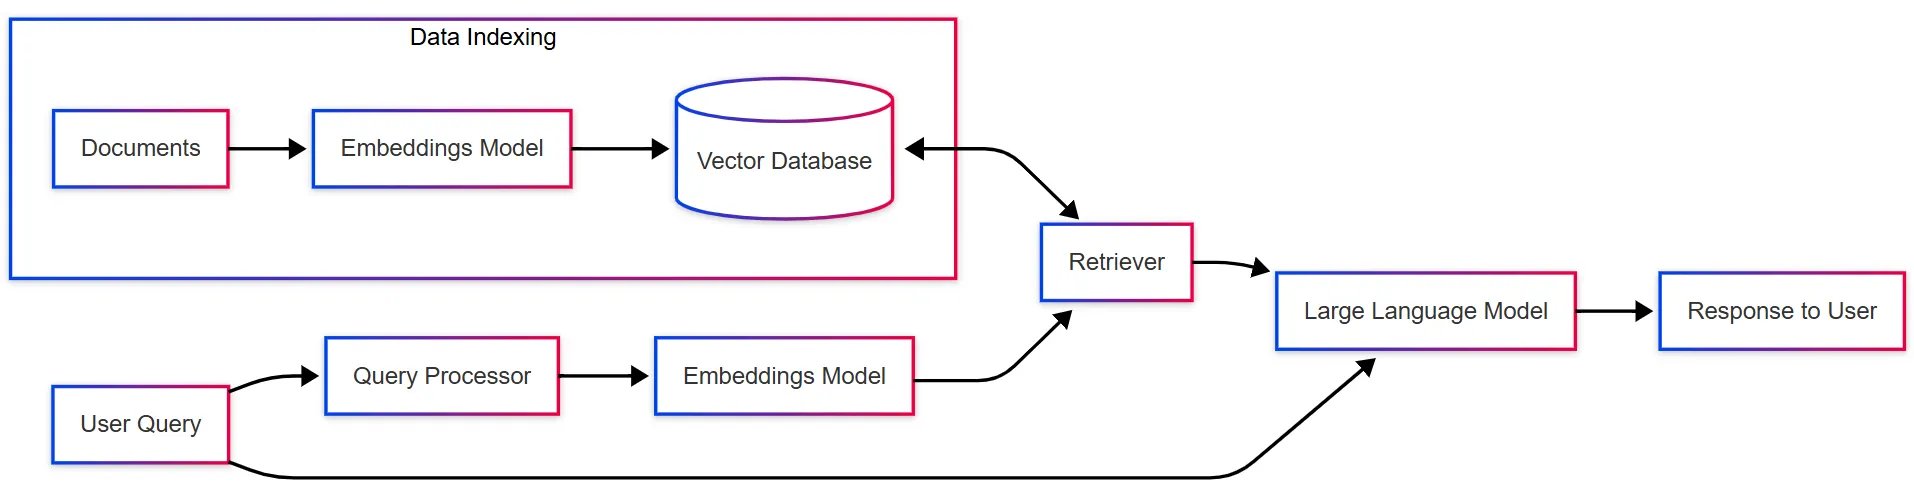 Data Indexing
Documents
Embeddings Model
Vector Database
Retriever
Large Language Model
Response to User
Query Processor
Embeddings Model
User Query